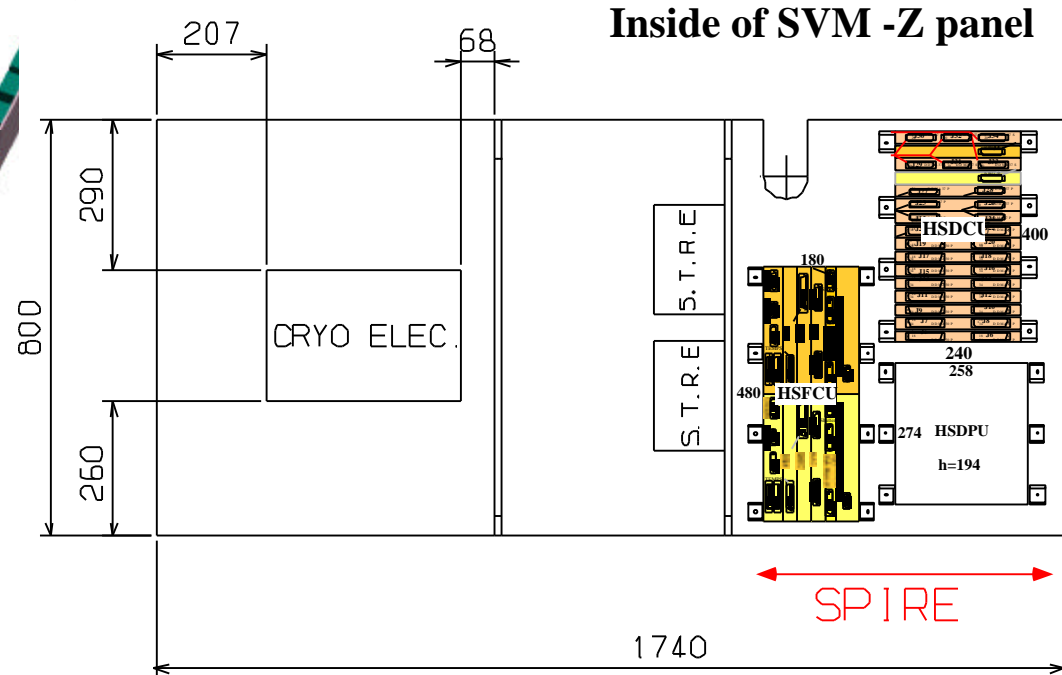 Inside of SVM -Z panel
207
68
290
800
260
CRYO ELEC.
S.T.R.E
S.T.R.E
180
480
HSFCU
HSDCU
400
240
258
274
HSDPU
h=194
SPIRE
1740